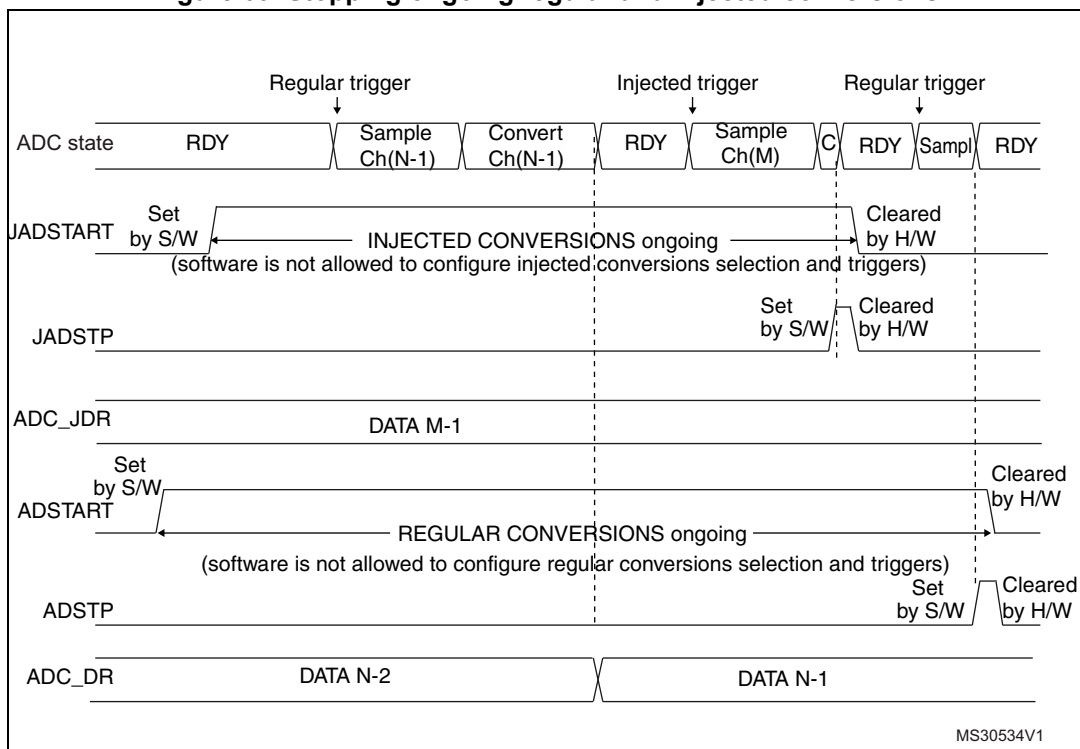 Regular trigger Injected trigger Regular trigger
ADC state RDY Sample Ch(N-1) Convert Ch(N-1) RDY Sample Ch(M) C RDY Sampl RDY
JADSTART Set by S/W INJECTED CONVERSIONS ongoing Cleared by H/W
(software is not allowed to configure injected conversions selection and triggers)
JADSTP Set by S/W Cleared by H/W
ADC_JDR DATA M-1
ADSTART Set by S/W REGULAR CONVERSIONS ongoing Cleared by H/W
(software is not allowed to configure regular conversions selection and triggers)
ADSTP Set by S/W Cleared by H/W
ADC_DR DATA N-2 DATA N-1
MS30534V1